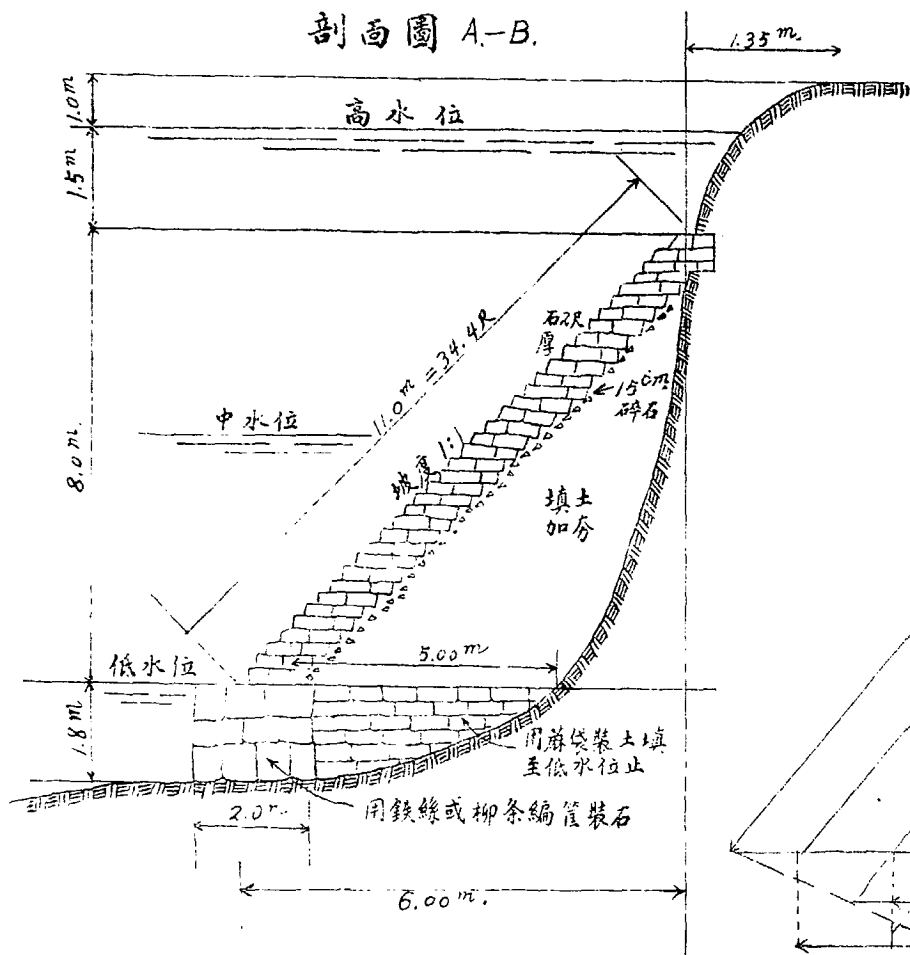 剖面圖 A.-B.
1.35 m.
1.0 m
高水位
1.5 m
石
厚
11.0 m = 34.4尺
15 cm.
碎石
中水位
坡度 1:1
8.0 m.
填土
加夯
5.00 m
低水位
1.8 m
用蔴袋裝土填
至低水位止
2.0
用鉄絲或柳条編筐裝石
6.00 m.